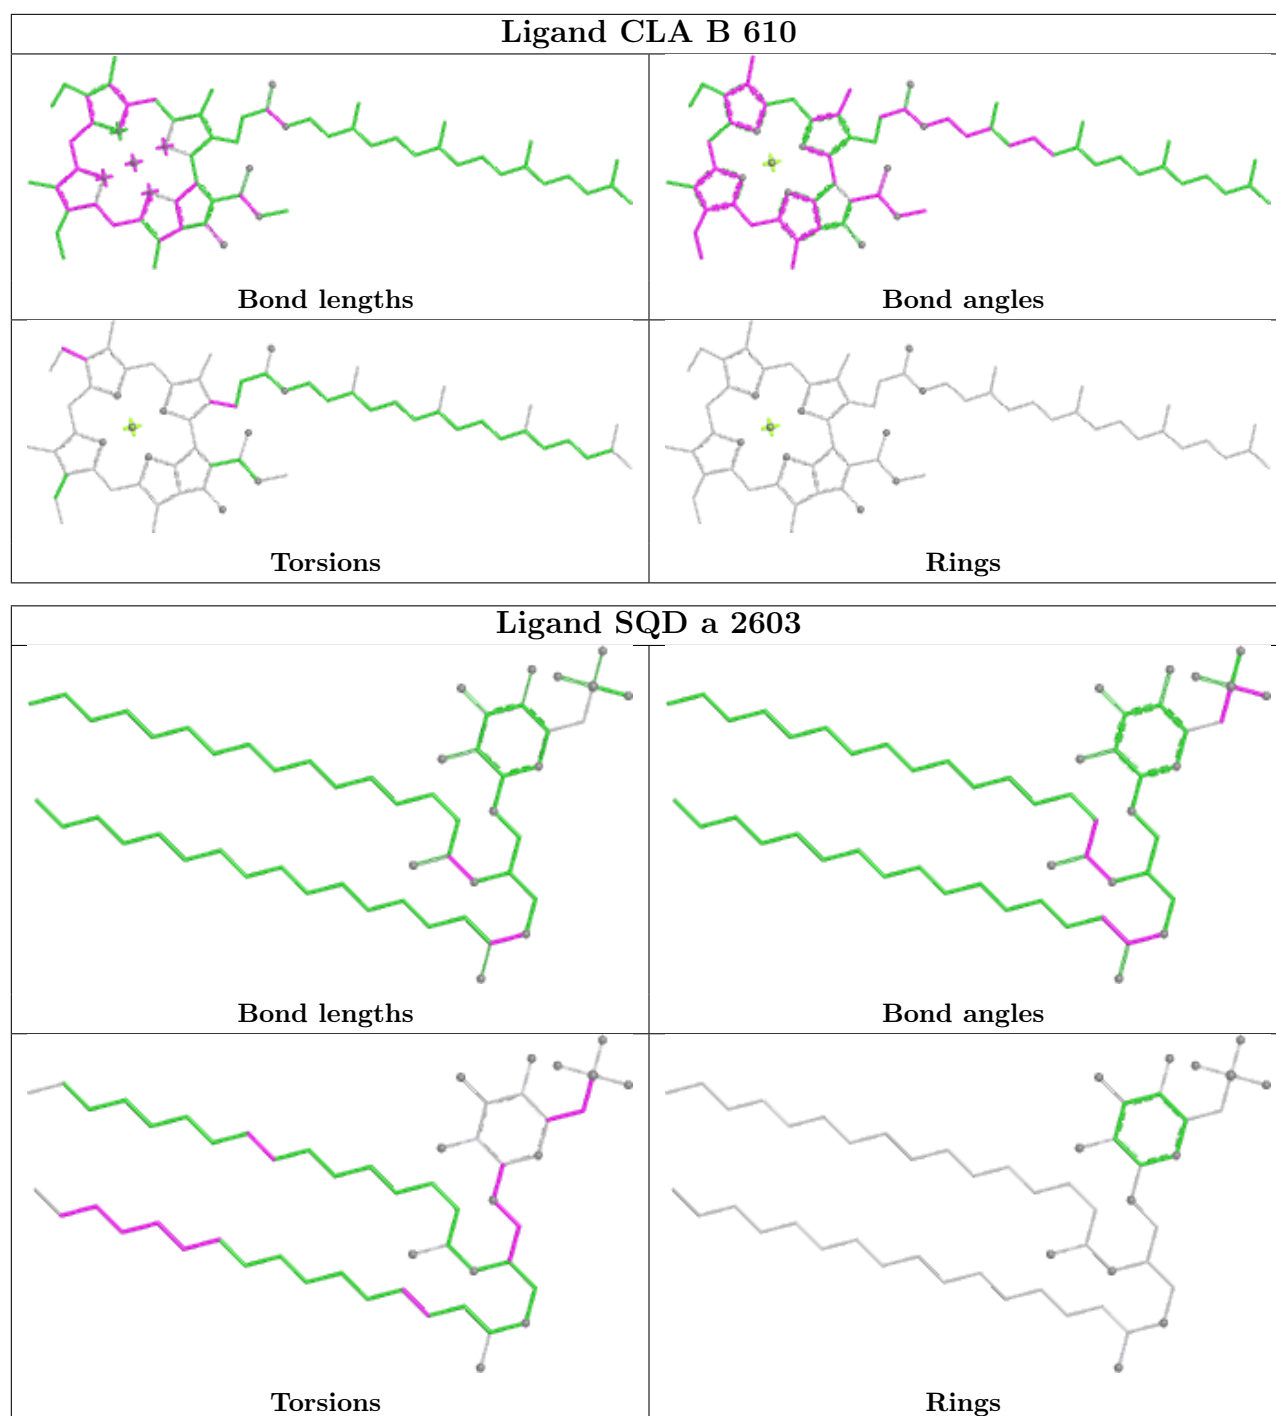 Ligand CLA B 610
Bond lengths
Bond angles
Torsions
Rings
Ligand SQD a 2603
Bond lengths
Bond angles
Torsions
Rings